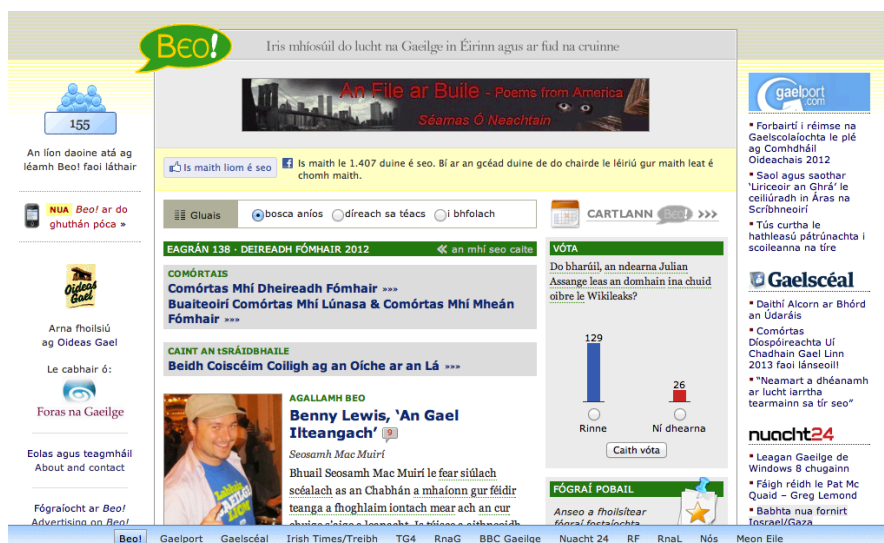 BEO!
Iris mhíosúil do lucht na Gaeilge in Éirinn agus ar fud na cruinne
An File ar Buile - Poems from America
Séamas Ó Neachtain
155
An líon daoine atá ag
léamh Beo! faoi láthair
NUA Beo! ar do
ghuthán póca »
Oideas
Gael
Arna fhoilsiú
ag Oideas Gael
Le cabhair ó:
Foras na Gaeilge
Eolas agus teagmháil
About and contact
Fógraíocht ar Beo!
Advertising on Beo!
Is maith liom é seo
Is maith le 1.407 duine é seo. Bí ar an gcéad duine de do chairde le léiriú gur maith leat é
chomh maith.
Gluais
bosca aníos
díreach sa téacs
i bhfolach
CARTLANN Beo! >>>
EAGRÁN 138 · DEIREADH FÓMHAIR 2012
« an mhí seo caite
COMÓRTAIS
Comórtas Mhí Dheireadh Fómhair »»»
Buaiteoirí Comórtas Mhí Lúnasa & Comórtas Mhí Mheán
Fómhair »»»
CAINT AN tSRÁIDBHAILE
Beidh Coiscéim Coiligh ag an Oíche ar an Lá »»»
AGALLAMH BEO
Benny Lewis, ‘An Gael
Ilteangach’ 9
Seosamh Mac Muirí
Bhuail Seosamh Mac Muirí le fear siúlach
scéalach as an Chabhán a mhaíonn gur féidir
teanga a fhoghlaim iontach mear ach an cur
VÓTA
Do bharúil, an ndearna Julian
Assange leas an domhain ina chuid
oibre le Wikileaks?
129
26
Rinne
Ní dhearna
Caith vóta
FÓGRAÍ POBAIL
Anseo a fhoilsítear
fógraí fostaíochta
gaelport
.com
Forbairtí i réimse na
Gaelscolaíochta le plé
ag Comhdháil
Oideachais 2012
Saol agus saothar
‘Liriceoir an Ghrá’ le
ceiliúradh in Áras na
Scríbhneoirí
Tús curtha le
hathleasú pátrúnachta i
scoileanna na tíre
Gaelscéal
Daithí Alcorn ar Bhórd
an Údaráis
Comórtas
Díospóireachta Uí
Chadhain Gael Linn
2013 faoi lánseoil!
“Neamart a dhéanamh
ar lucht iarrtha
tearmainn sa tír seo”
nuacht24
Leagan Gaeilge de
Windows 8 chugainn
Fáigh réidh le Pat Mc
Quaid – Greg Lemond
Babhta nua fornirt
Iosrael/Gaza
Beo! Gaelport Gaelscéal Irish Times/Treibh TG4 RnaG BBC Gaeilge Nuacht 24 RF RnaL Nós Meon Eile